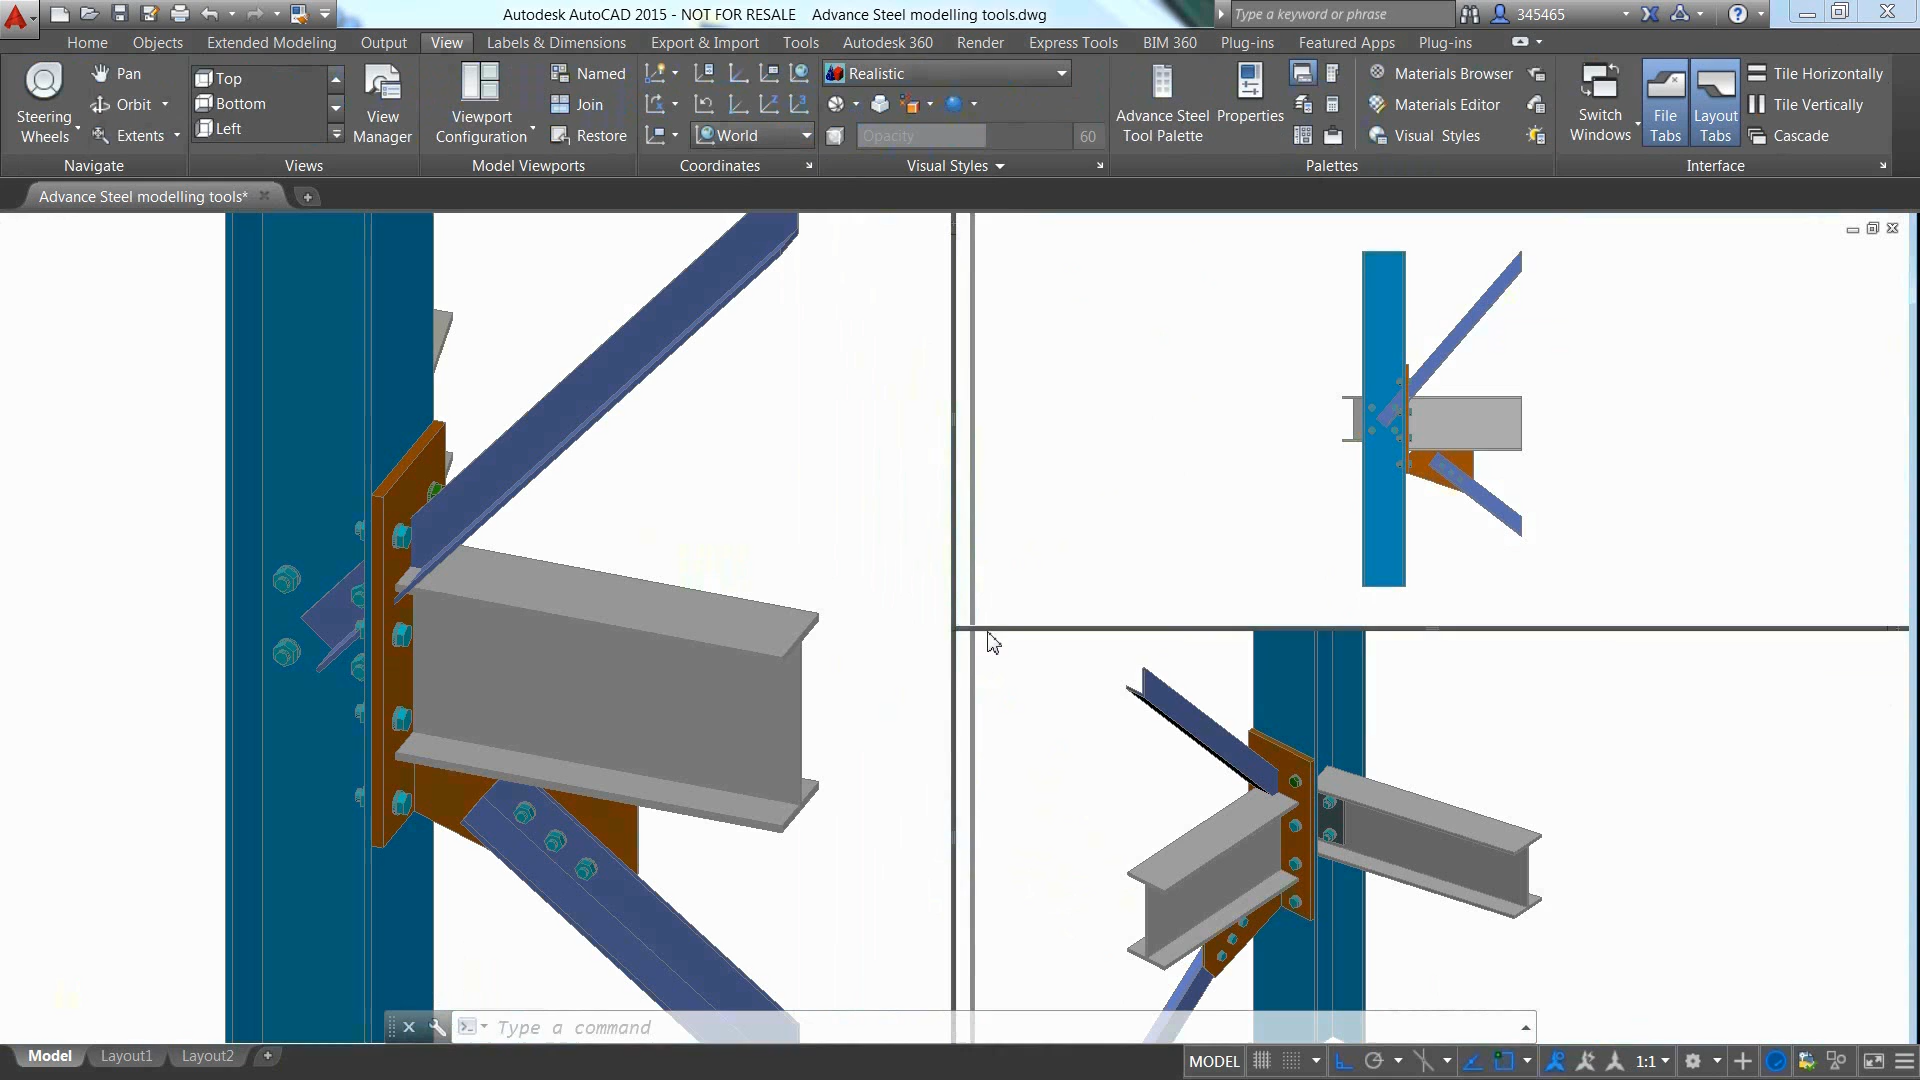 Autodesk AutoCAD 2015 - NOT FOR RESALE    Advance Steel modelling tools.dwg
Type a keyword or phrase
345465
Home Objects Extended Modeling Output View Labels & Dimensions Export & Import Tools Autodesk 360 Render Express Tools BIM 360 Plug-ins Featured Apps Plug-ins
Steering Wheels
Pan
Orbit
Extents
Navigate
Top
Bottom
Left
View Manager
Views
Viewport Configuration
Named
Join
Restore
Model Viewports
World
Coordinates
Realistic
Opacity 60
Visual Styles
Advance Steel Tool Palette
Properties
Materials Browser
Materials Editor
Visual Styles
Palettes
Switch Windows
File Tabs
Layout Tabs
Tile Horizontally
Tile Vertically
Cascade
Interface
Advance Steel modelling tools*
Type a command
Model Layout1 Layout2
MODEL
1:1